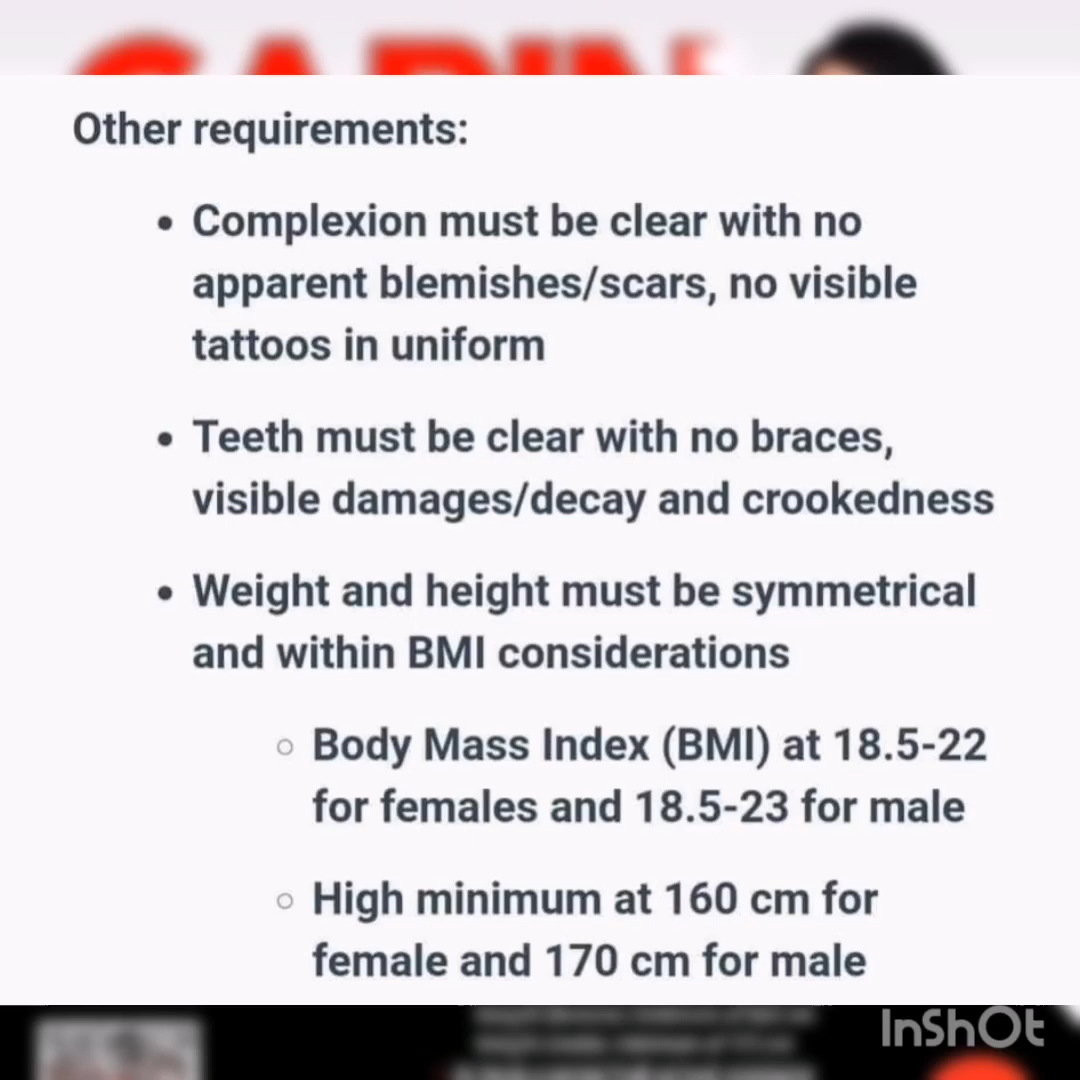 CABIN
Other requirements:
• Complexion must be clear with no
apparent blemishes/scars, no visible
tattoos in uniform
• Teeth must be clear with no braces,
visible damages/decay and crookedness
• Weight and height must be symmetrical
and within BMI considerations
○ Body Mass Index (BMI) at 18.5-22
for females and 18.5-23 for male
○ High minimum at 160 cm for
female and 170 cm for male
InShOt